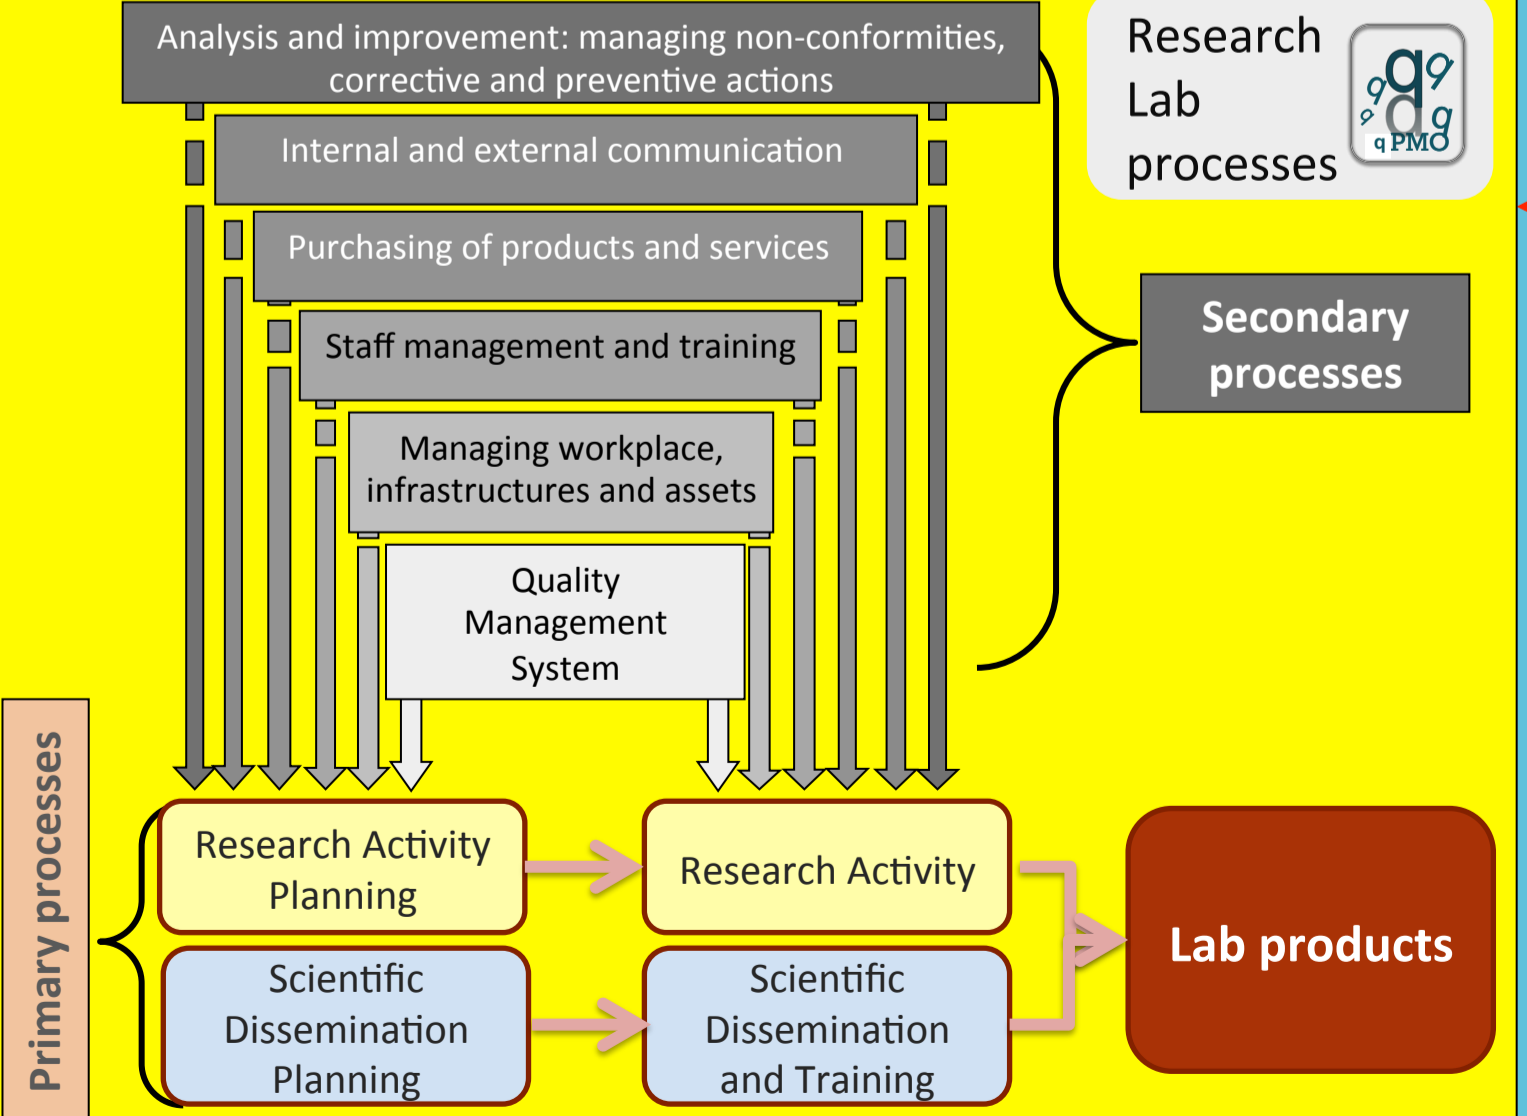 Analysis and improvement: managing non-conformities,
corrective and preventive actions
Internal and external communication
Purchasing of products and services
Staff management and training
Managing workplace,
infrastructures and assets
Quality
Management
System
Research
Lab
processes
q q q q q q q
q PMO
Secondary
processes
Primary processes
Research Activity
Planning
Research Activity
Scientific
Dissemination
Planning
Scientific
Dissemination
and Training
Lab products